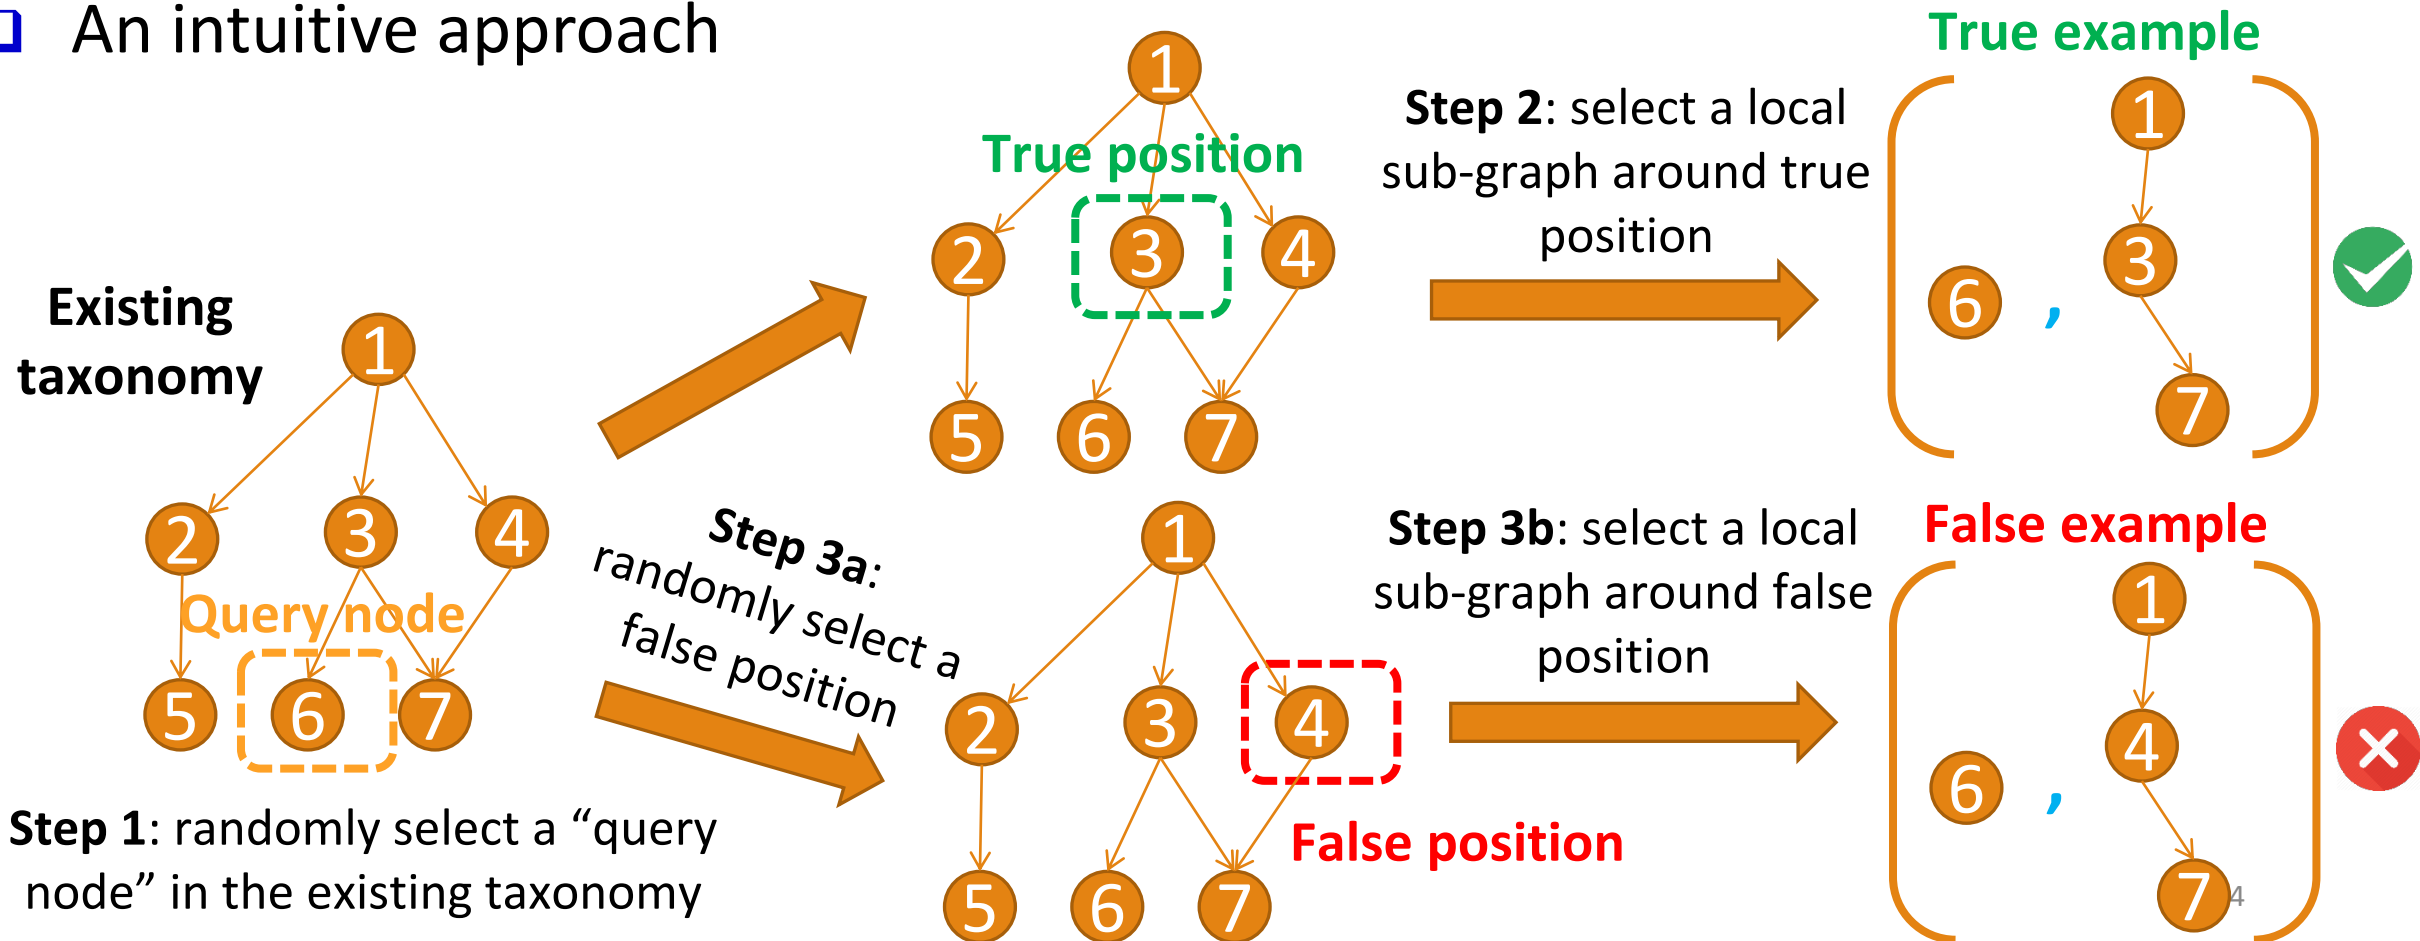 An intuitive approach
Existing
taxonomy
1
2
3
4
Query node
5
6
7
Step 1: randomly select a “query
node” in the existing taxonomy
1
True position
2
3
4
5
6
7
Step 2: select a local
sub-graph around true
position
True example
1
3
6
,
7
Step 3a:
randomly select a
false position
1
2
3
4
False position
5
6
7
Step 3b: select a local
sub-graph around false
position
False example
1
4
6
,
7
4